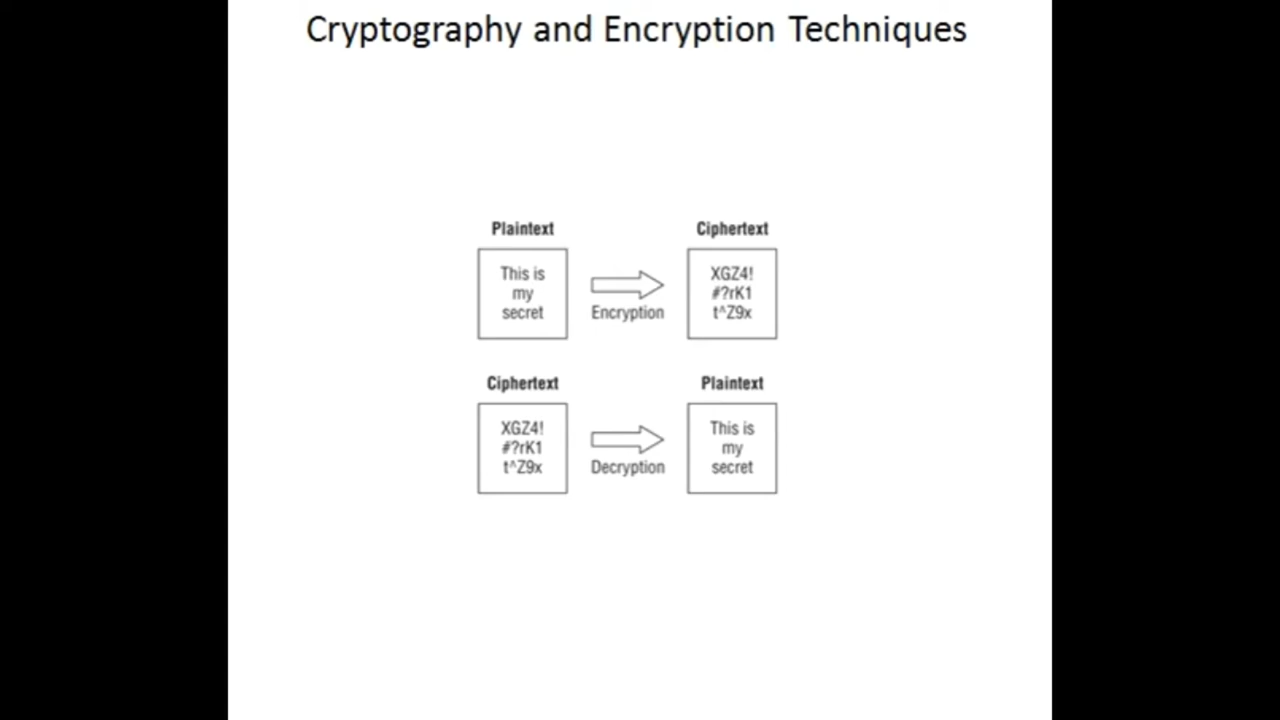 Cryptography and Encryption Techniques
Plaintext
Ciphertext
This is
my
secret
Encryption
XGZ4!
#?rK1
t^Z9x
Ciphertext
Plaintext
XGZ4!
#?rK1
t^Z9x
Decryption
This is
my
secret